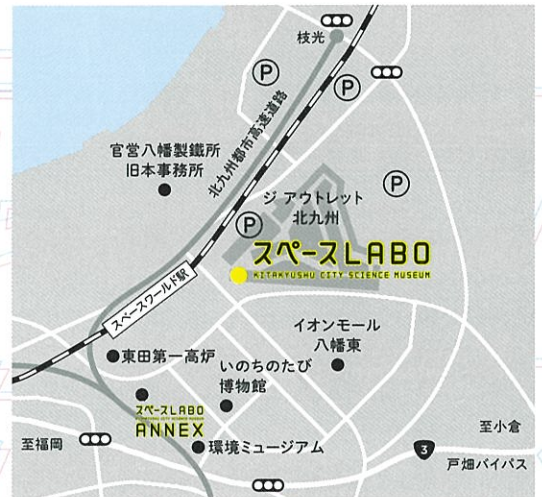 枝光
P
P
北九州都市高速道路
官営八幡製鐵所
旧本事務所
P
ジ アウトレット
北九州
P
スペースLABO
KITAKYUSHU CITY SCIENCE MUSEUM
スペースワールド駅
イオンモール
八幡東
東田第一高炉
いのちのたび
博物館
スペースLABO
ANNEX
至福岡
環境ミュージアム
至小倉
3
戸畑バイパス